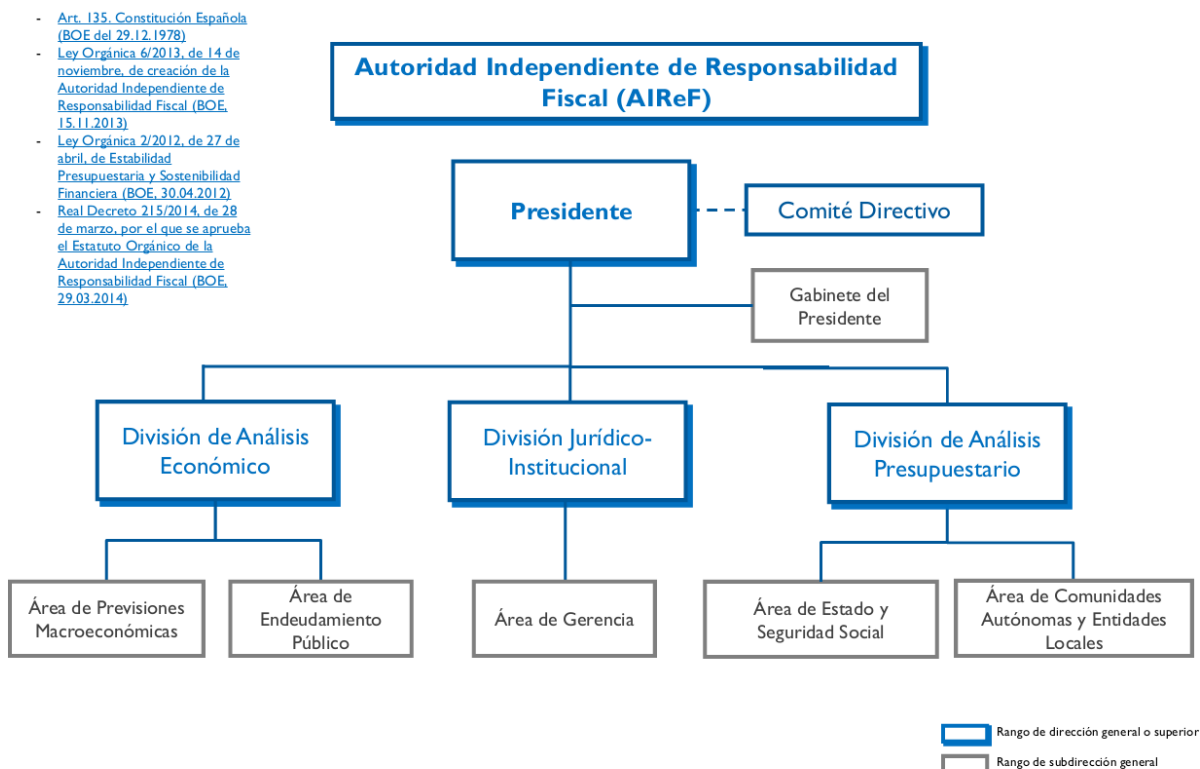 - Art. 135. Constitución Española
(BOE del 29.12.1978)
- Ley Orgánica 6/2013, de 14 de
noviembre, de creación de la
Autoridad Independiente de
Responsabilidad Fiscal (BOE,
15.11.2013)
- Ley Orgánica 2/2012, de 27 de
abril, de Estabilidad
Presupuestaria y Sostenibilidad
Financiera (BOE, 30.04.2012)
- Real Decreto 215/2014, de 28
de marzo, por el que se aprueba
el Estatuto Orgánico de la
Autoridad Independiente de
Responsabilidad Fiscal (BOE,
29.03.2014)
Autoridad Independiente de Responsabilidad
Fiscal (AIReF)
Presidente
Comité Directivo
Gabinete del
Presidente
División de Análisis
Económico
División Jurídico-
Institucional
División de Análisis
Presupuestario
Área de Previsiones
Macroeconómicas
Área de
Endeudamiento
Público
Área de Gerencia
Área de Estado y
Seguridad Social
Área de Comunidades
Autónomas y Entidades
Locales
Rango de dirección general o superior
Rango de subdirección general